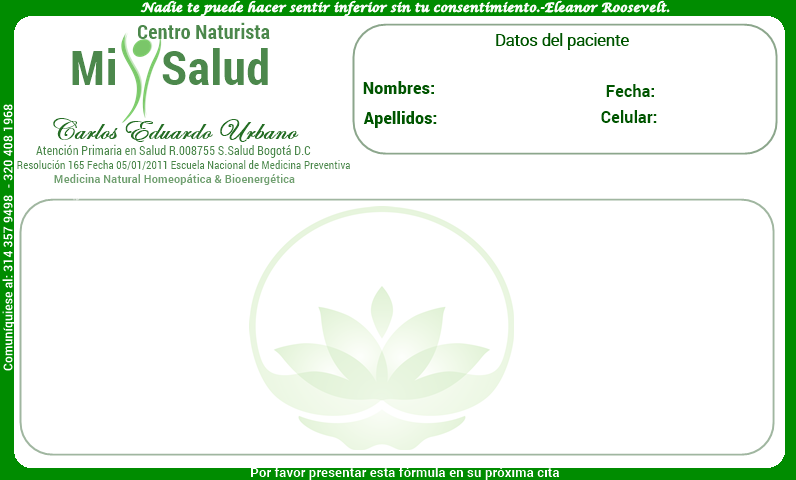 Nadie te puede hacer sentir inferior sin tu consentimiento.-Eleanor Roosevelt.
Centro Naturista
Mi Salud
Carlos Eduardo Urbano
Atención Primaria en Salud R.008755 S.Salud Bogotá D.C
Resolución 165 Fecha 05/01/2011 Escuela Nacional de Medicina Preventiva
Medicina Natural Homeopática & Bioenergética
Datos del paciente
Nombres:
Fecha:
Apellidos:
Celular:
Comuníquiese al: 314 357 9498 - 320 408 1968
Por favor presentar esta fórmula en su próxima cita